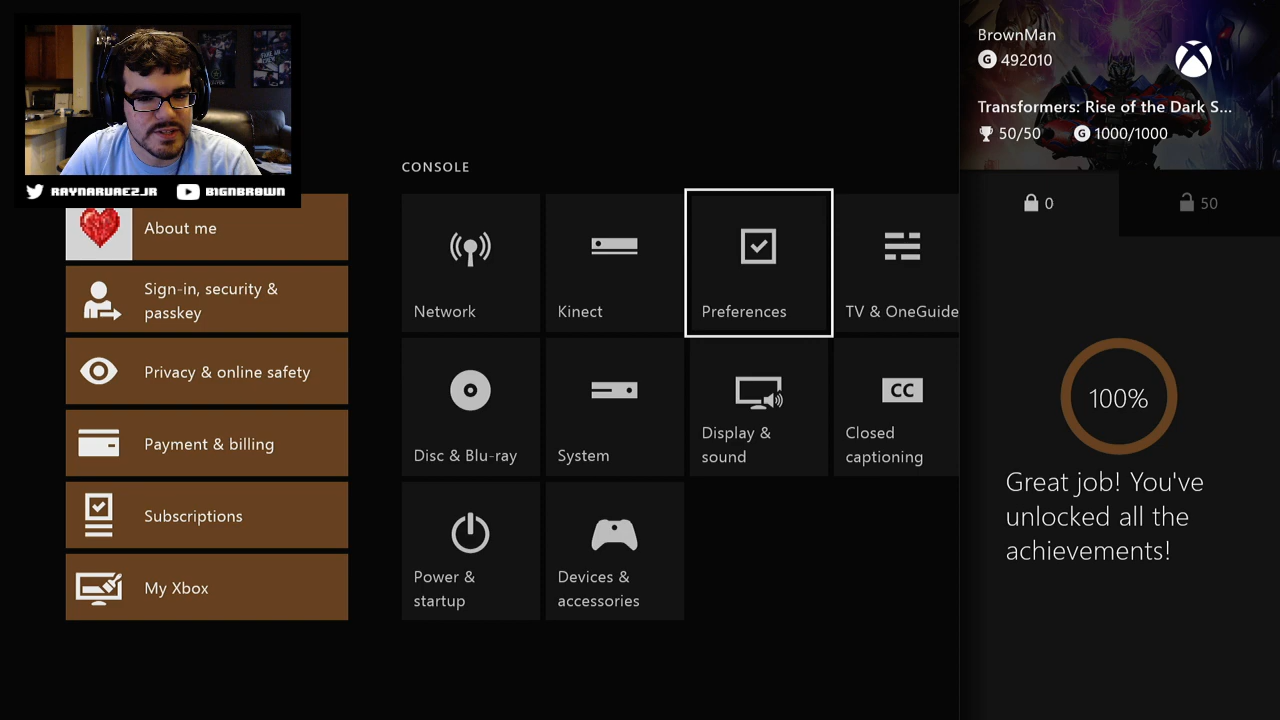 RAYNARVAEZJR B1GNBR0WN
About me
Sign-in, security &
passkey
Privacy & online safety
Payment & billing
Subscriptions
My Xbox
CONSOLE
Network
Kinect
Preferences
TV & OneGuide
Disc & Blu-ray
System
Display &
sound
CC
Closed
captioning
Power &
startup
Devices &
accessories
BrownMan
G 492010
Transformers: Rise of the Dark S...
50/50 G 1000/1000
0
50
100%
Great job! You've
unlocked all the
achievements!